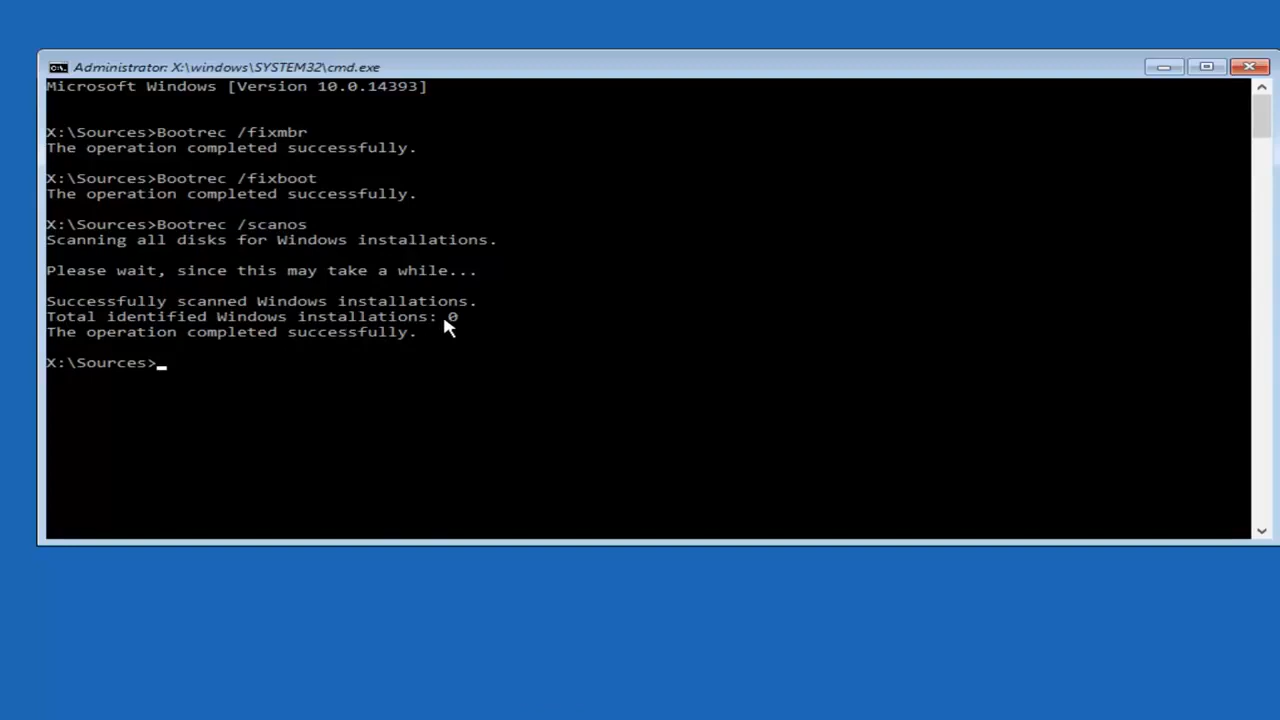 Administrator: X:\windows\SYSTEM32\cmd.exe
Microsoft Windows [Version 10.0.14393]
X:\Sources>Bootrec /fixmbr
The operation completed successfully.
X:\Sources>Bootrec /fixboot
The operation completed successfully.
X:\Sources>Bootrec /scanos
Scanning all disks for Windows installations.
Please wait, since this may take a while...
Successfully scanned Windows installations.
Total identified Windows installations: 0
The operation completed successfully.
X:\Sources>